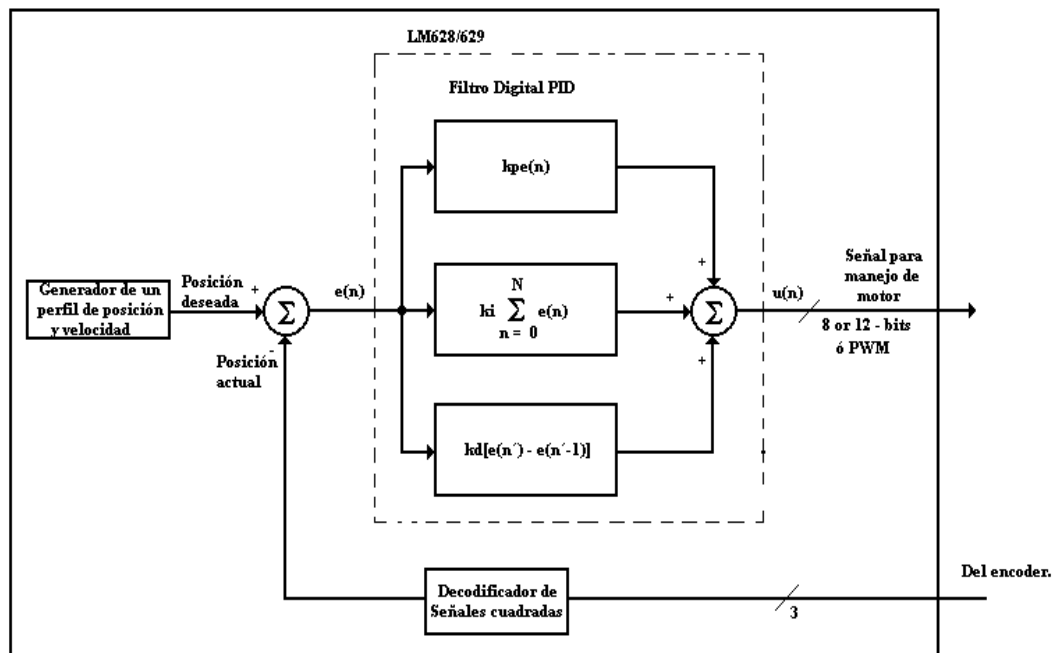 LM628/629
Filtro Digital PID
kpe(n)
Generador de un
perfil de posición
y velocidad
Posición
deseada
+
Σ
-
Posición
actual
e(n)
N
ki Σ e(n)
n = 0
+
+
+
Σ
u(n)
Señal para
manejo de
motor
8 or 12 - bits
ó PWM
kd[e(n´) - e(n´-1)]
Decodificador de
Señales cuadradas
3
Del encoder.